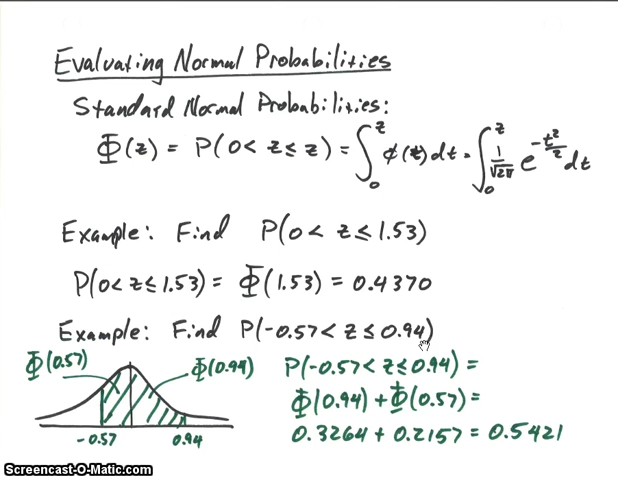 Evaluating Normal Probabilities
Standard Normal Probabilities:
Φ(z) = P(0 < z ≤ z) = ∫₀ᶻ φ(t) dt = ∫₀ᶻ 1/√2π e^(-t²/2) dt
Example: Find P(0 < z ≤ 1.53)
P(0 < z ≤ 1.53) = Φ(1.53) = 0.4370
Example: Find P(-0.57 < z ≤ 0.94)
Φ(0.57)
Φ(0.94)
-0.57 0.94
P(-0.57 < z ≤ 0.94) =
Φ(0.94) + Φ(0.57) =
0.3264 + 0.2157 = 0.5421
Screencast-O-Matic.com